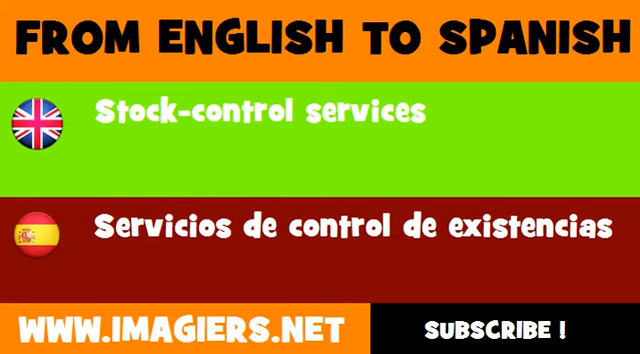 FROM ENGLISH TO SPANISH
Stock-control services
Servicios de control de existencias
WWW.IMAGIERS.NET
SUBSCRIBE !